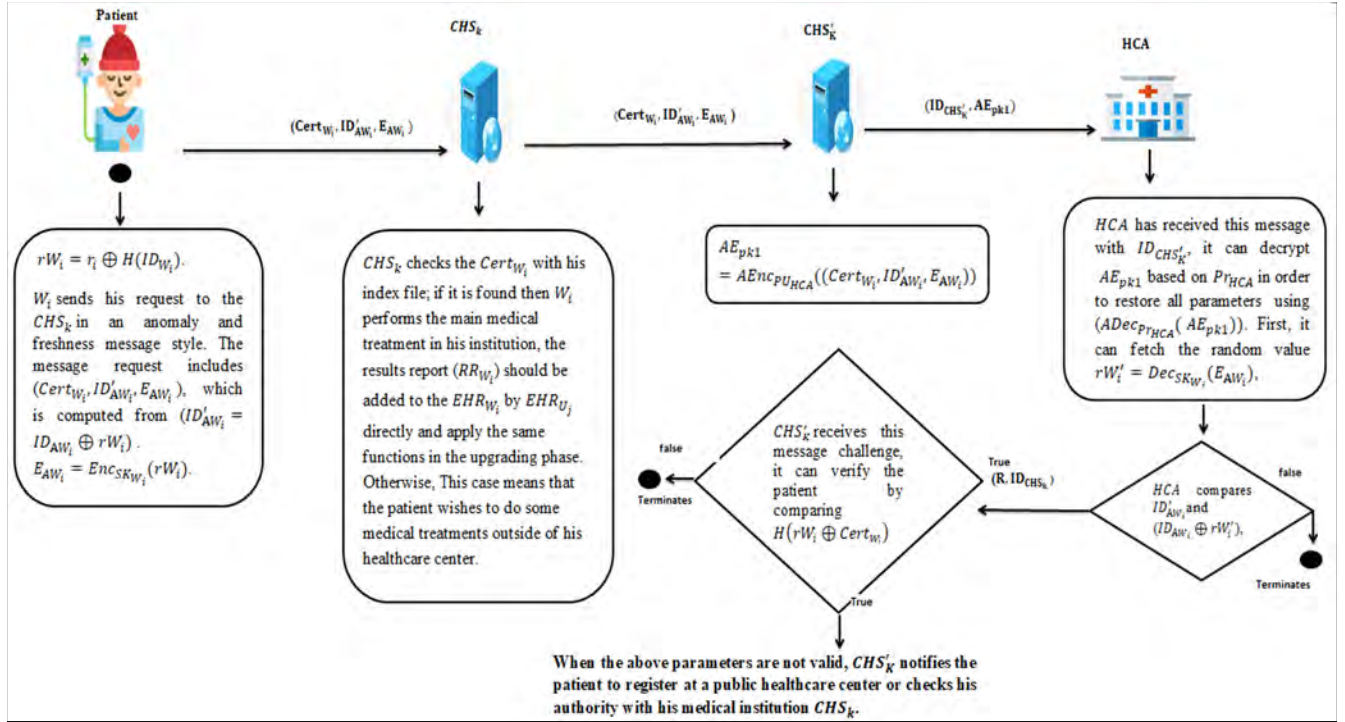 Patient
CHS_k
CHS'_K
HCA
(Cert_{W_i}, ID'_{AW_i}, E_{AW_i})
(Cert_{W_i}, ID'_{AW_i}, E_{AW_i})
(ID_{CHS'_K}, AE_{pk1})
rW_i = r_i ⊕ H(ID_{W_i}).
W_i sends his request to the
CHS_k in an anomaly and
freshness message style. The
message request includes
(Cert_{W_i}, ID'_{AW_i}, E_{AW_i}), which
is computed from (ID'_{AW_i} =
ID_{AW_i} ⊕ rW_i) .
E_{AW_i} = Enc_{SK_{W_i}}(rW_i).
CHS_k checks the Cert_{W_i} with his
index file; if it is found then W_i
performs the main medical
treatment in his institution, the
results report (RR_{W_i}) should be
added to the EHR_{W_i} by EHR_{U_j}
directly and apply the same
functions in the upgrading phase.
Otherwise, This case means that
the patient wishes to do some
medical treatments outside of his
healthcare center.
AE_{pk1}
= AEnc_{PU_{HCA}}((Cert_{W_i}, ID'_{AW_i}, E_{AW_i}))
HCA has received this message
with ID_{CHS'_K}, it can decrypt
AE_{pk1} based on Pr_{HCA} in order
to restore all parameters using
(ADec_{Pr_{HCA}}( AE_{pk1})). First, it
can fetch the random value
rW'_i = Dec_{SK_{W_i}}(E_{AW_i}),
HCA compares
ID'_{AW_i} and
(ID_{AW_i} ⊕ rW'_i),
false
Terminates
True
(R, ID_{CHS_k})
CHS'_K receives this
message challenge,
it can verify the
patient by
comparing
H(rW_i ⊕ Cert_{W_i})
false
Terminates
True
When the above parameters are not valid, CHS'_K notifies the
patient to register at a public healthcare center or checks his
authority with his medical institution CHS_k.